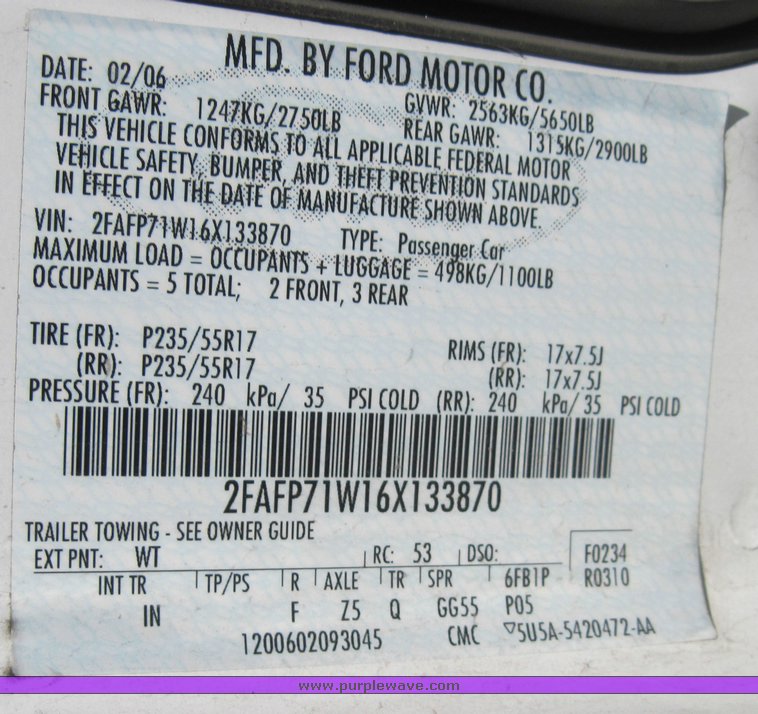 MFD. BY FORD MOTOR CO.
DATE: 02/06 GVWR: 2563KG/5650LB
FRONT GAWR: 1247KG/2750LB REAR GAWR: 1315KG/2900LB
THIS VEHICLE CONFORMS TO ALL APPLICABLE FEDERAL MOTOR
VEHICLE SAFETY, BUMPER, AND THEFT PREVENTION STANDARDS
IN EFFECT ON THE DATE OF MANUFACTURE SHOWN ABOVE.
VIN: 2FAFP71W16X133870 TYPE: Passenger Car
MAXIMUM LOAD = OCCUPANTS + LUGGAGE = 498KG/1100LB
OCCUPANTS = 5 TOTAL; 2 FRONT, 3 REAR
TIRE (FR): P235/55R17 RIMS (FR): 17x7.5J
(RR): P235/55R17 (RR): 17x7.5J
PRESSURE (FR): 240 kPa/ 35 PSI COLD (RR): 240 kPa/ 35 PSI COLD
2FAFP71W16X133870
TRAILER TOWING - SEE OWNER GUIDE
EXT PNT: WT RC: 53 DSO: F0234
INT TR TP/PS R AXLE TR SPR 6FB1P R0310
IN F Z5 Q GG55 P05
1200602093045 CMC ▽5U5A-5420472-AA
www.purplewave.com